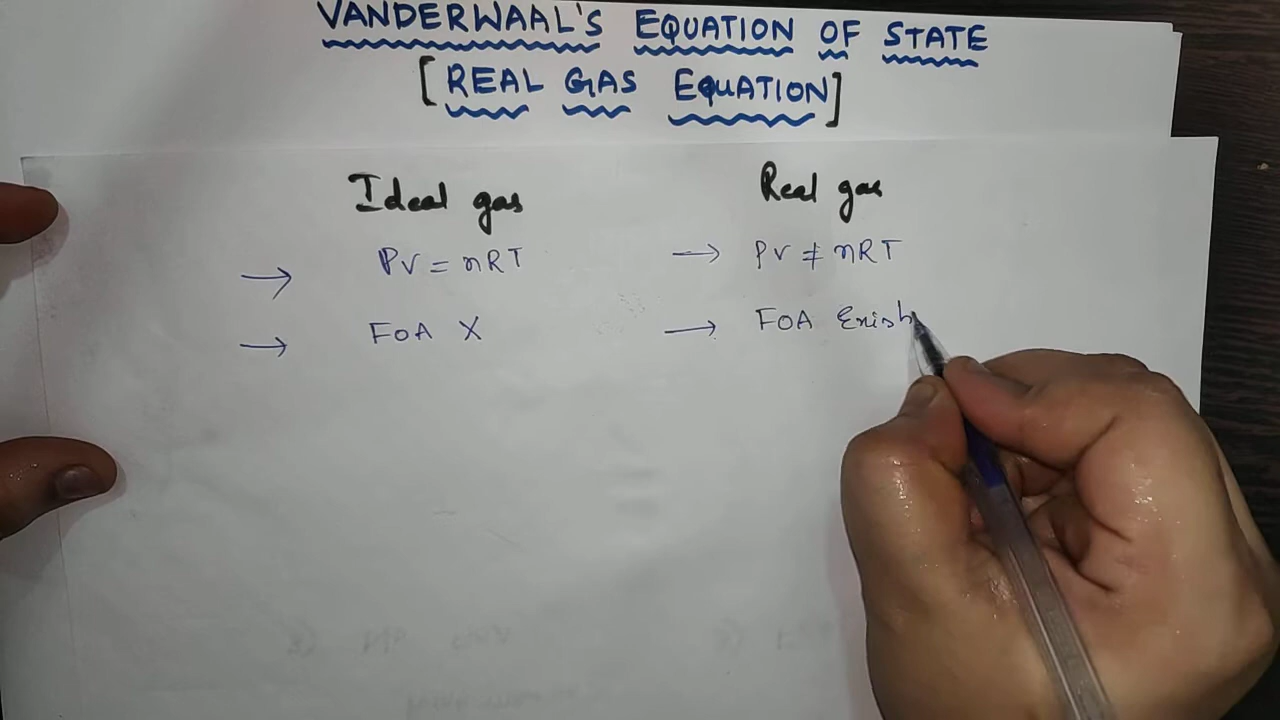 VANDERWAAL'S EQUATION OF STATE
[REAL GAS EQUATION]
Ideal gas
Real gas
→ PV = nRT
→ PV ≠ nRT
→ FOA X
→ FOA Exist